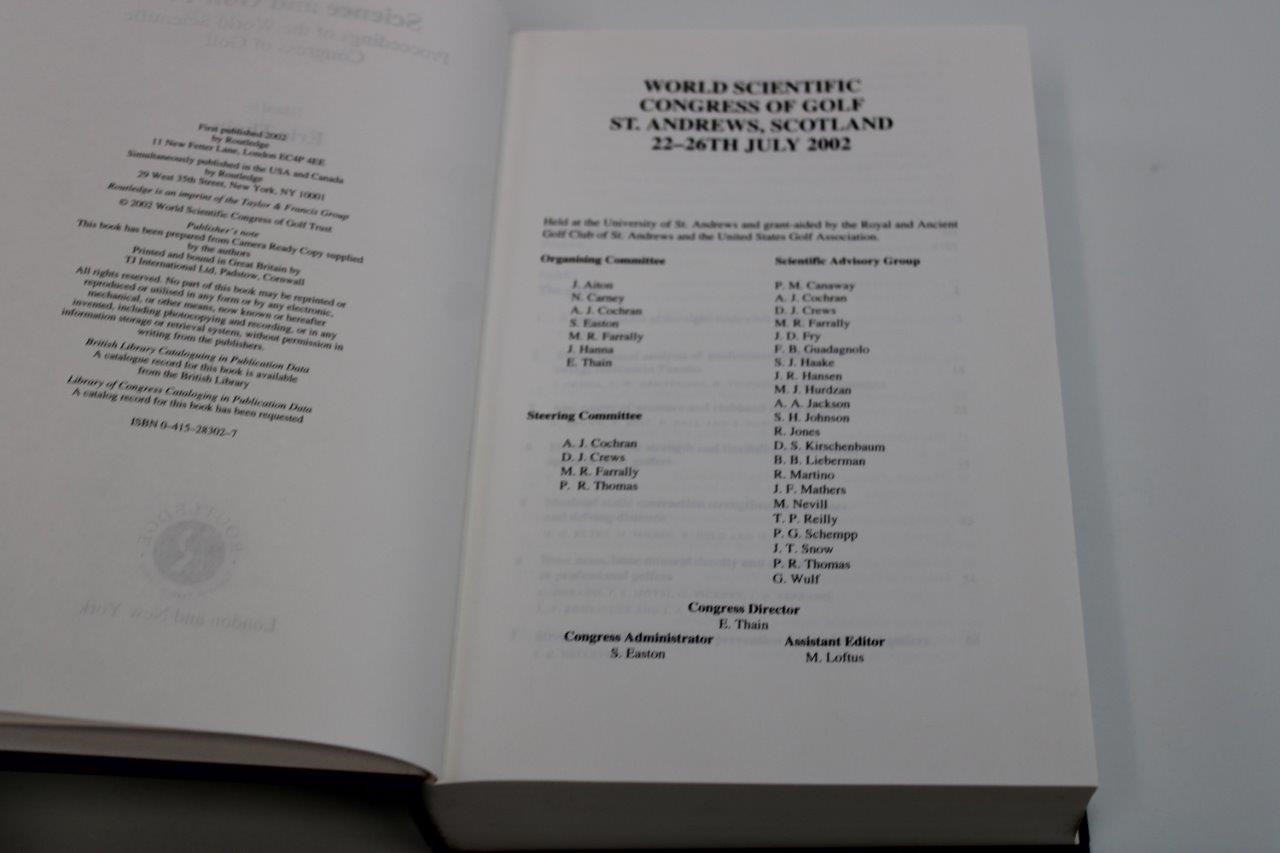 First published 2002
by Routledge
11 New Fetter Lane, London EC4P 4EE
Simultaneously published in the USA and Canada
by Routledge
29 West 35th Street, New York, NY 10001
Routledge is an imprint of the Taylor & Francis Group
© 2002 World Scientific Congress of Golf Trust
Publisher's note
This book has been prepared from Camera Ready Copy supplied
by the authors
Printed and bound in Great Britain by
TJ International Ltd, Padstow, Cornwall
All rights reserved. No part of this book may be reprinted or
reproduced or utilised in any form or by any electronic,
mechanical, or other means, now known or hereafter
invented, including photocopying and recording, or in any
information storage or retrieval system, without permission in
writing from the publishers.
British Library Cataloguing in Publication Data
A catalogue record for this book is available
from the British Library
Library of Congress Cataloging in Publication Data
A catalog record for this book has been requested
ISBN 0–415–28302–7
WORLD SCIENTIFIC
CONGRESS OF GOLF
ST. ANDREWS, SCOTLAND
22–26TH JULY 2002
Held at the University of St. Andrews and grant-aided by the Royal and Ancient
Golf Club of St. Andrews and the United States Golf Association.
Organising Committee
J. Aiton
N. Carney
A. J. Cochran
S. Easton
M. R. Farrally
J. Hanna
E. Thain
Steering Committee
A. J. Cochran
D. J. Crews
M. R. Farrally
P. R. Thomas
Scientific Advisory Group
P. M. Canaway
A. J. Cochran
D. J. Crews
M. R. Farrally
J. D. Fry
F. B. Guadagnolo
S. J. Haake
J. R. Hansen
M. J. Hurdzan
A. A. Jackson
S. H. Johnson
R. Jones
D. S. Kirschenbaum
B. B. Lieberman
R. Martino
J. F. Mathers
M. Nevill
T. P. Reilly
P. G. Schempp
J. T. Snow
P. R. Thomas
G. Wulf
Congress Director
E. Thain
Congress Administrator
S. Easton
Assistant Editor
M. Loftus